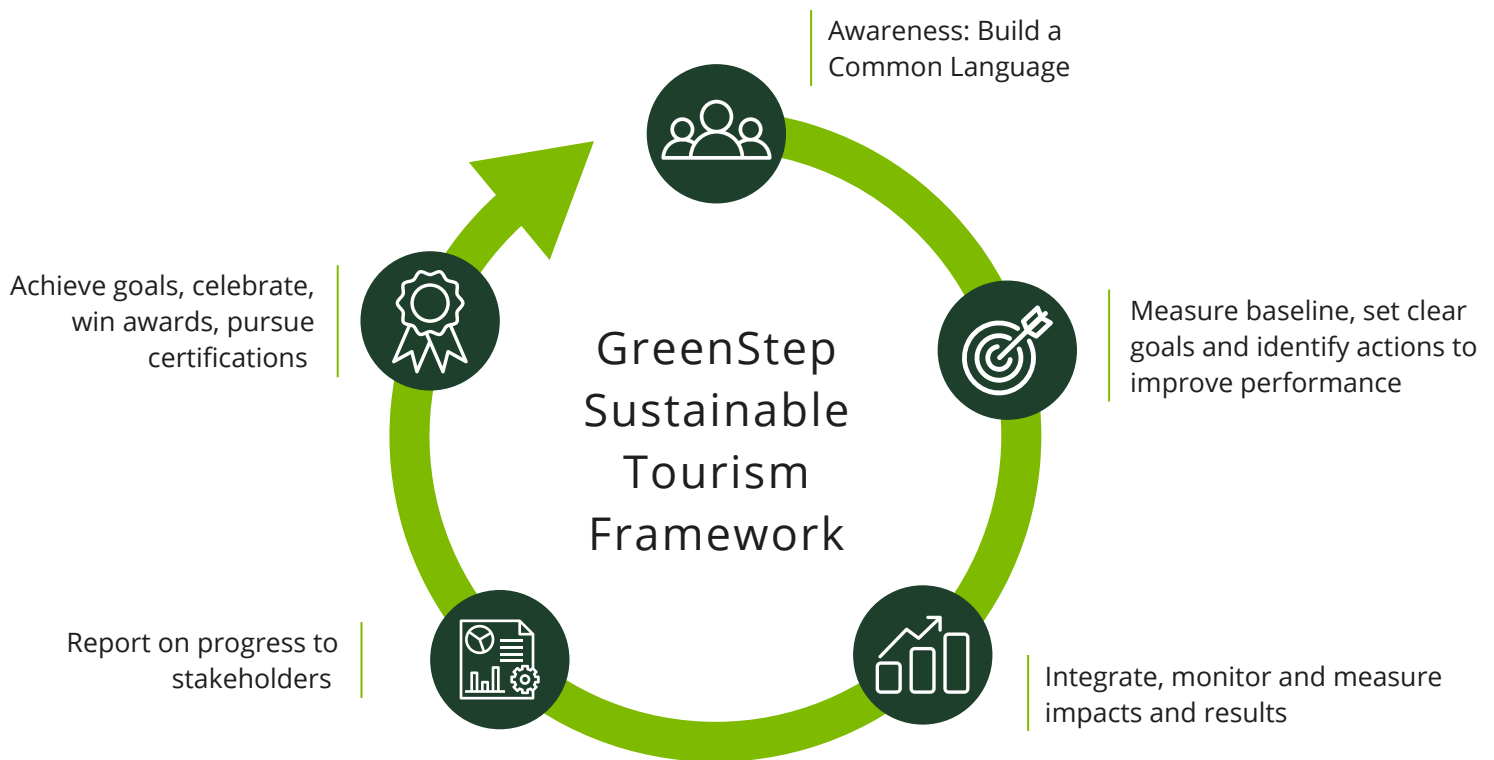 Awareness: Build a
Common Language
Measure baseline, set clear
goals and identify actions to
improve performance
Integrate, monitor and measure
impacts and results
Report on progress to
stakeholders
Achieve goals, celebrate,
win awards, pursue
certifications
GreenStep
Sustainable
Tourism
Framework